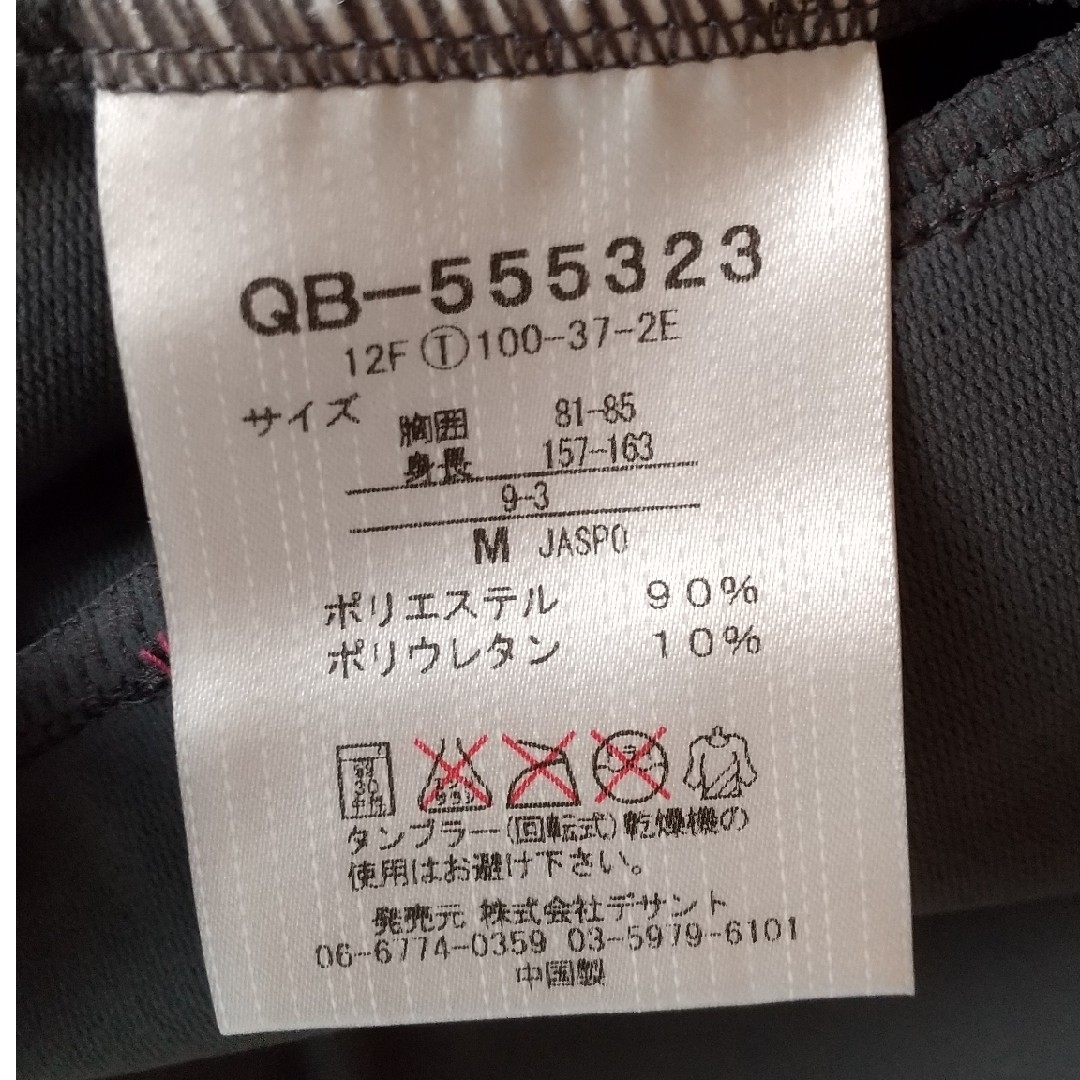 QB-555323
12F Ⓣ100-37-2E
サイズ 胸囲 81-85
身長 157-163
9-3
M JASPO
ポリエステル 90%
ポリウレタン 10%
30 中性
タンブラー(回転式)乾燥機の
使用はお避け下さい。
発売元 株式会社デサント
06-6774-0359 03-5979-6101
中国製